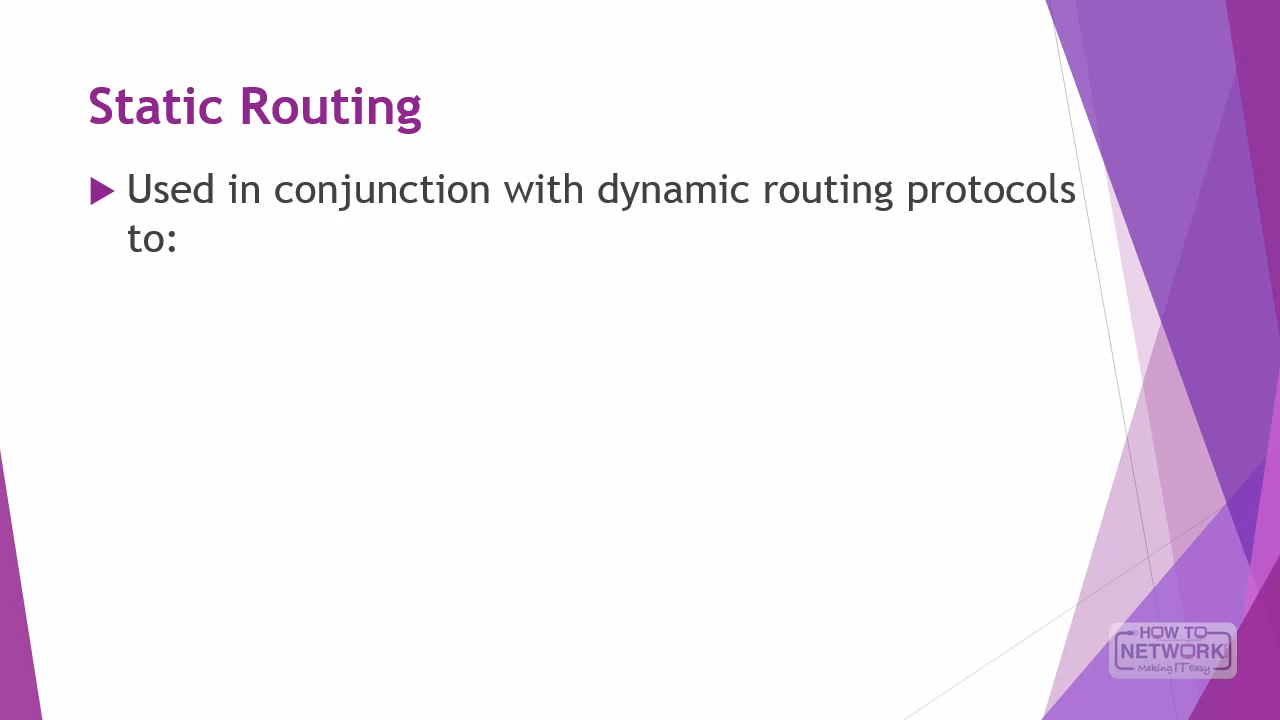 Static Routing
Used in conjunction with dynamic routing protocols
to:
HOW TO
NETWORK
Making IT Easy